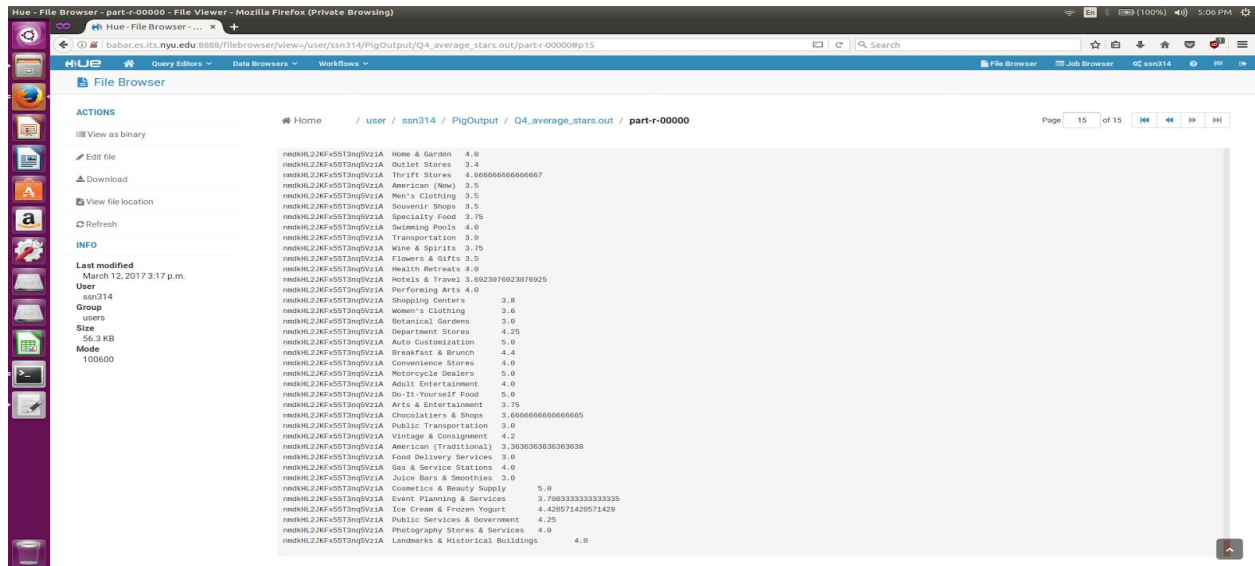 Hue - File Browser - part-r-00000 - File Viewer - Mozilla Firefox (Private Browsing)
En (100%) 5:06 PM
Hue - File Browser - ... × +
babar.es.its.nyu.edu:8888/filebrowser/view=/user/ssn314/PigOutput/Q4_average_stars.out/part-r-00000#p15
Search
HUE Query Editors Data Browsers Workflows File Browser Job Browser ssn314
File Browser
ACTIONS
View as binary
Edit file
Download
View file location
Refresh
INFO
Last modified
March 12, 2017 3:17 p.m.
User
ssn314
Group
users
Size
56.3 KB
Mode
100600
Home / user / ssn314 / PigOutput / Q4_average_stars.out / part-r-00000
Page 15 of 15
nmdkHL2JKFx55T3nq5VziA Home & Garden 4.0
nmdkHL2JKFx55T3nq5VziA Outlet Stores 3.4
nmdkHL2JKFx55T3nq5VziA Thrift Stores 4.666666666666667
nmdkHL2JKFx55T3nq5VziA American (New) 3.5
nmdkHL2JKFx55T3nq5VziA Men's Clothing 3.5
nmdkHL2JKFx55T3nq5VziA Souvenir Shops 3.5
nmdkHL2JKFx55T3nq5VziA Specialty Food 3.75
nmdkHL2JKFx55T3nq5VziA Swimming Pools 4.0
nmdkHL2JKFx55T3nq5VziA Transportation 3.0
nmdkHL2JKFx55T3nq5VziA Wine & Spirits 3.75
nmdkHL2JKFx55T3nq5VziA Flowers & Gifts 3.5
nmdkHL2JKFx55T3nq5VziA Health Retreats 4.0
nmdkHL2JKFx55T3nq5VziA Hotels & Travel 3.6923076923076925
nmdkHL2JKFx55T3nq5VziA Performing Arts 4.0
nmdkHL2JKFx55T3nq5VziA Shopping Centers 3.8
nmdkHL2JKFx55T3nq5VziA Women's Clothing 3.6
nmdkHL2JKFx55T3nq5VziA Botanical Gardens 3.0
nmdkHL2JKFx55T3nq5VziA Department Stores 4.25
nmdkHL2JKFx55T3nq5VziA Auto Customization 5.0
nmdkHL2JKFx55T3nq5VziA Breakfast & Brunch 4.4
nmdkHL2JKFx55T3nq5VziA Convenience Stores 4.0
nmdkHL2JKFx55T3nq5VziA Motorcycle Dealers 5.0
nmdkHL2JKFx55T3nq5VziA Adult Entertainment 4.0
nmdkHL2JKFx55T3nq5VziA Do-It-Yourself Food 5.0
nmdkHL2JKFx55T3nq5VziA Arts & Entertainment 3.75
nmdkHL2JKFx55T3nq5VziA Chocolatiers & Shops 3.6666666666666665
nmdkHL2JKFx55T3nq5VziA Public Transportation 3.0
nmdkHL2JKFx55T3nq5VziA Vintage & Consignment 4.2
nmdkHL2JKFx55T3nq5VziA American (Traditional) 3.3636363636363638
nmdkHL2JKFx55T3nq5VziA Food Delivery Services 3.0
nmdkHL2JKFx55T3nq5VziA Gas & Service Stations 4.0
nmdkHL2JKFx55T3nq5VziA Juice Bars & Smoothies 3.0
nmdkHL2JKFx55T3nq5VziA Cosmetics & Beauty Supply 5.0
nmdkHL2JKFx55T3nq5VziA Event Planning & Services 3.7083333333333335
nmdkHL2JKFx55T3nq5VziA Ice Cream & Frozen Yogurt 4.428571428571429
nmdkHL2JKFx55T3nq5VziA Public Services & Government 4.25
nmdkHL2JKFx55T3nq5VziA Photography Stores & Services 4.0
nmdkHL2JKFx55T3nq5VziA Landmarks & Historical Buildings 4.0